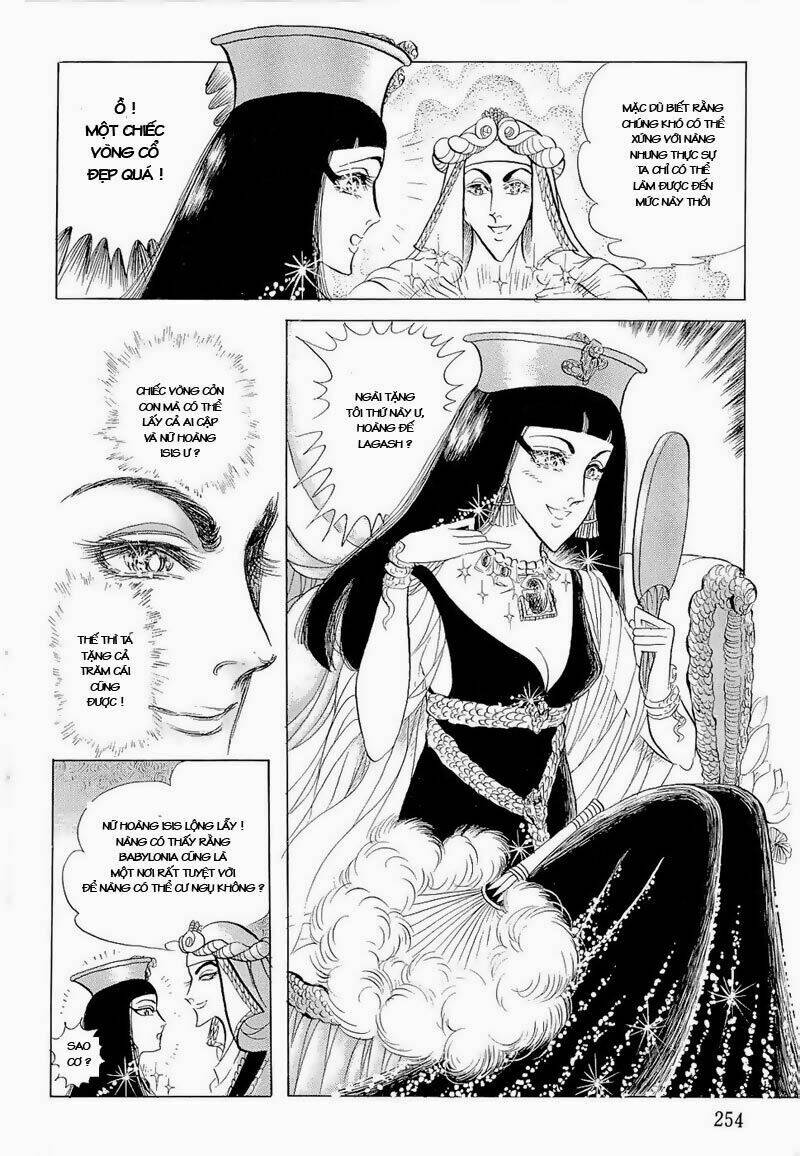 Ồ !
MỘT CHIẾC
VÒNG CỔ
ĐẸP QUÁ !
MẶC DÙ BIẾT RẰNG
CHÚNG KHÓ CÓ THỂ
XỨNG VỚI NÀNG
NHƯNG THỰC SỰ
TA CHỈ CÓ THỂ
LÀM ĐƯỢC ĐẾN
MỨC NÀY THÔI
CHIẾC VÒNG CỎN
CON MÀ CÓ THỂ
LẤY CẢ AI CẬP
VÀ NỮ HOÀNG
ISIS Ư ?
NGÀI TẶNG
TÔI THỨ NÀY Ư,
HOÀNG ĐẾ
LAGASH ?
THẾ THÌ TA
TẶNG CẢ
TRĂM CÁI
CŨNG
ĐƯỢC !
NỮ HOÀNG ISIS LỘNG LẪY !
NÀNG CÓ THẤY RẰNG
BABYLONIA CŨNG LÀ
MỘT NƠI RẤT TUYỆT VỜI
ĐỂ NÀNG CÓ THỂ CƯ NGỤ KHÔNG ?
SAO
CƠ ?
254